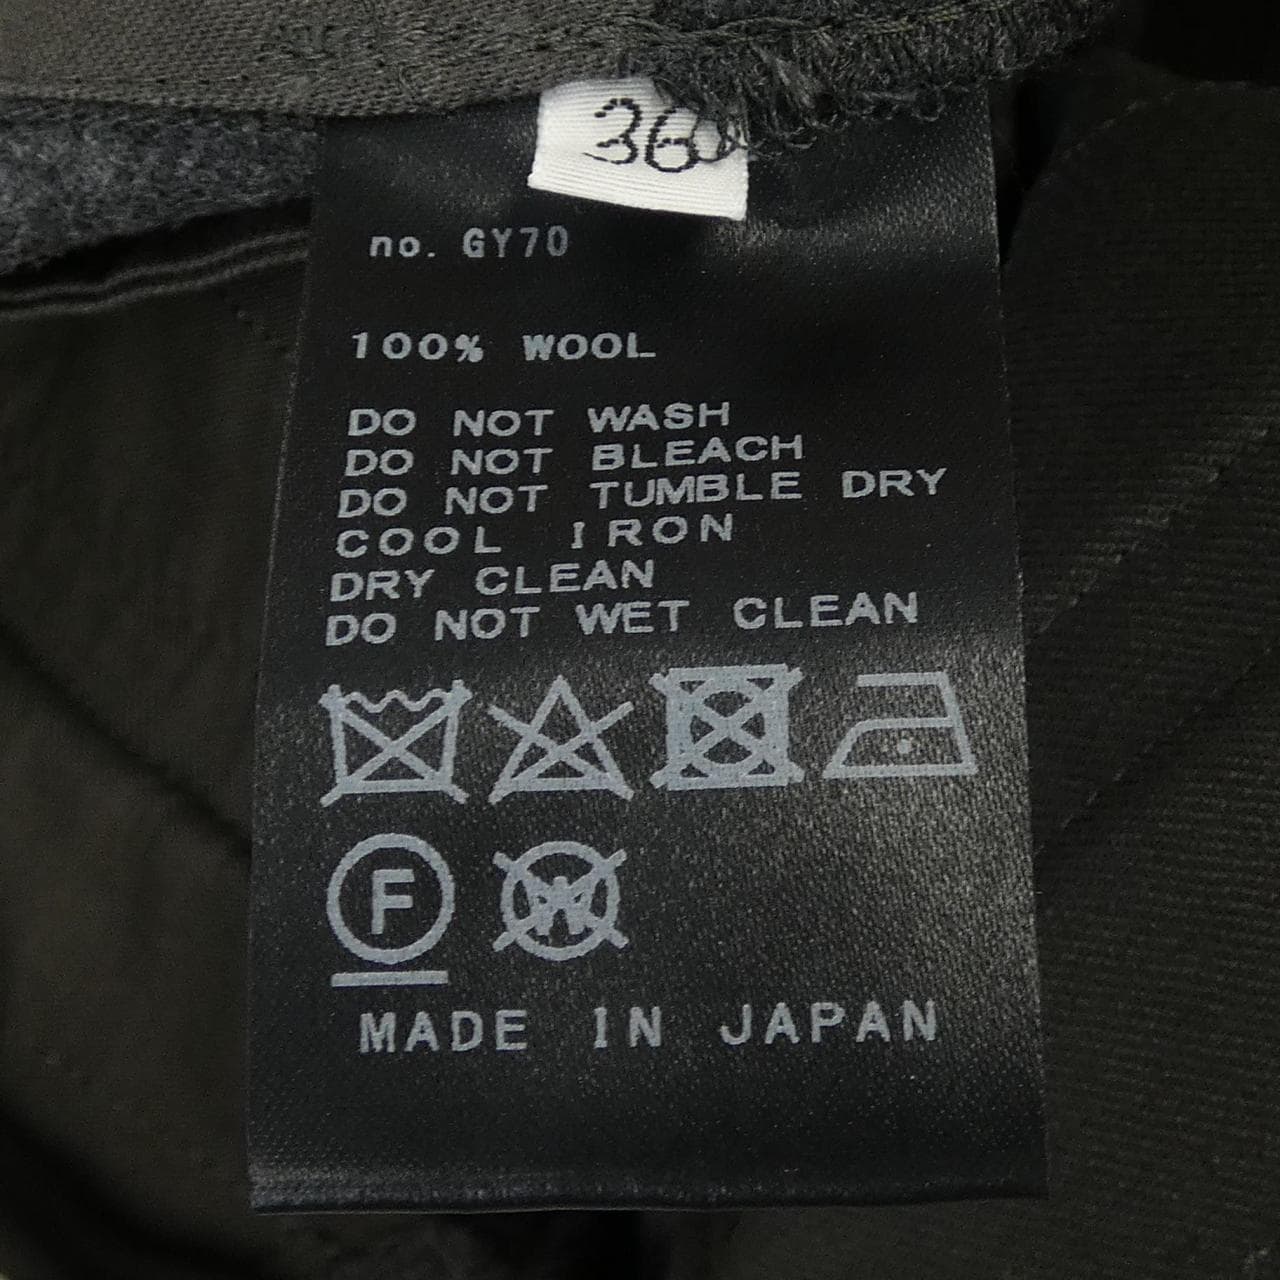 36
no. GY70
100% WOOL
DO NOT WASH
DO NOT BLEACH
DO NOT TUMBLE DRY
COOL IRON
DRY CLEAN
DO NOT WET CLEAN
F W
MADE IN JAPAN